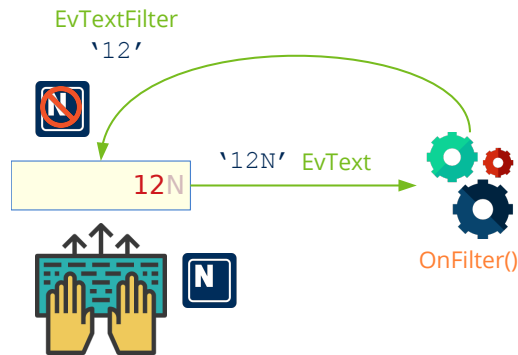 EvTextFilter
‘12’
N
‘12N’ EvText
12N
OnFilter()
N